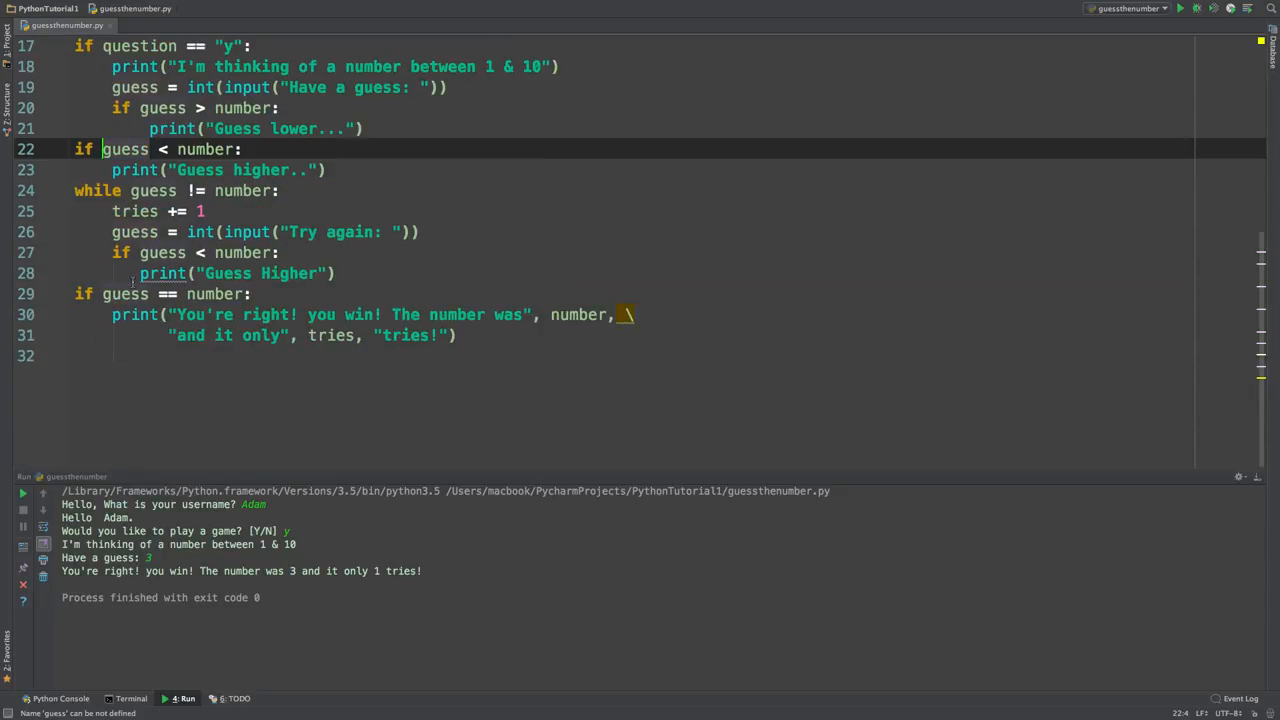 PythonTutorial1 guessthenumber.py guessthenumber
guessthenumber.py
1: Project
7: Structure
Database
17 if question == "y":
18 print("I'm thinking of a number between 1 & 10")
19 guess = int(input("Have a guess: "))
20 if guess > number:
21 print("Guess lower...")
22 if guess < number:
23 print("Guess higher..")
24 while guess != number:
25 tries += 1
26 guess = int(input("Try again: "))
27 if guess < number:
28 print("Guess Higher")
29 if guess == number:
30 print("You're right! you win! The number was", number, \
31 "and it only", tries, "tries!")
32
Run guessthenumber
/Library/Frameworks/Python.framework/Versions/3.5/bin/python3.5 /Users/macbook/PycharmProjects/PythonTutorial1/guessthenumber.py
Hello, What is your username? Adam
Hello  Adam.
Would you like to play a game? [Y/N] y
I'm thinking of a number between 1 & 10
Have a guess: 3
You're right! you win! The number was 3 and it only 1 tries!
Process finished with exit code 0
2: Favorites
Python Console Terminal 4: Run 6: TODO Event Log
Name 'guess' can be not defined 22:4 LF÷ UTF-8÷